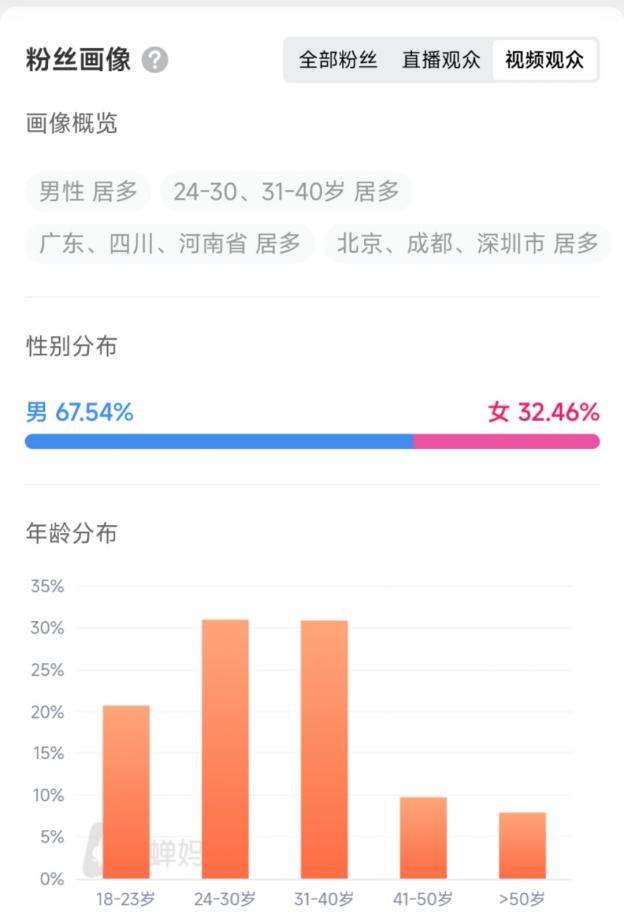 粉丝画像 ? 全部粉丝 直播观众 视频观众
画像概览
男性 居多 24-30、31-40岁 居多
广东、四川、河南省 居多 北京、成都、深圳市 居多
性别分布
男 67.54% 女 32.46%
年龄分布
35%
30%
25%
20%
15%
10%
5%
0%
蝉妈
18-23岁 24-30岁 31-40岁 41-50岁 >50岁